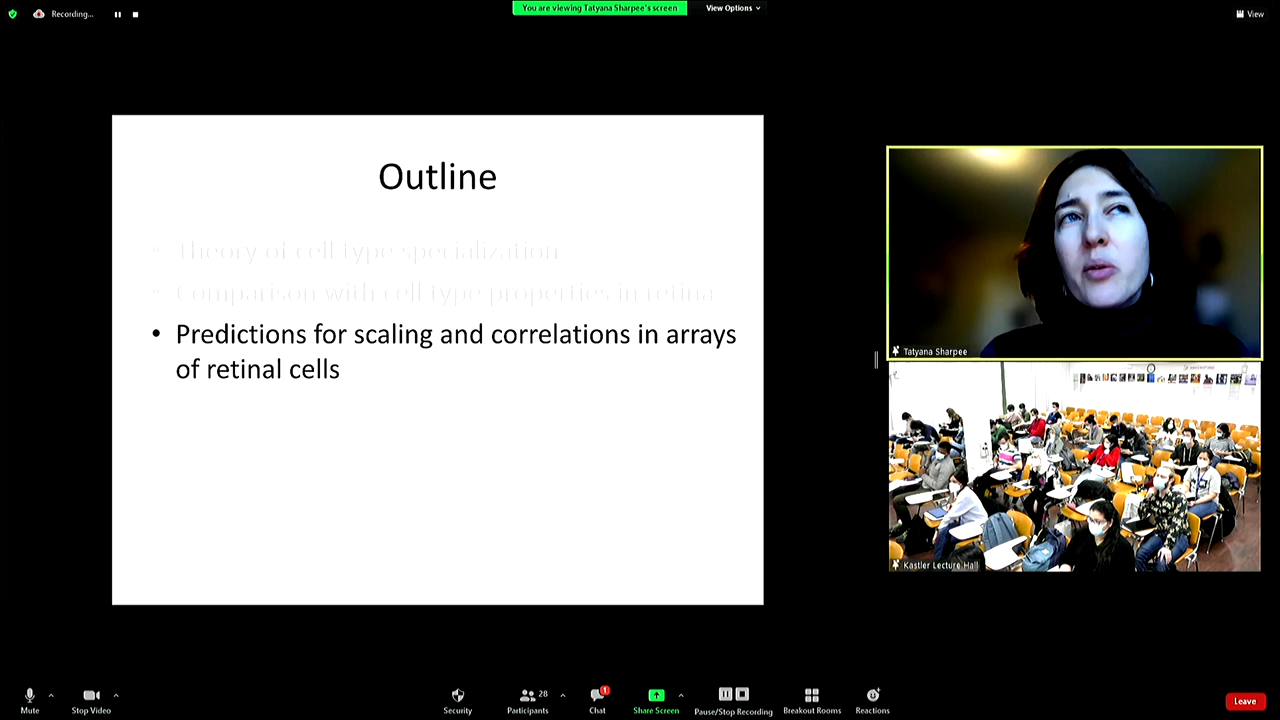 Recording...
You are viewing Tatyana Sharpee's screen
View Options
View
Outline
• Theory of cell type specialization
• Comparison with cell type properties in retina
• Predictions for scaling and correlations in arrays
of retinal cells
Tatyana Sharpee
Kastler Lecture Hall
Mute
Stop Video
Security
28
Participants
1
Chat
Share Screen
Pause/Stop Recording
Breakout Rooms
Reactions
Leave